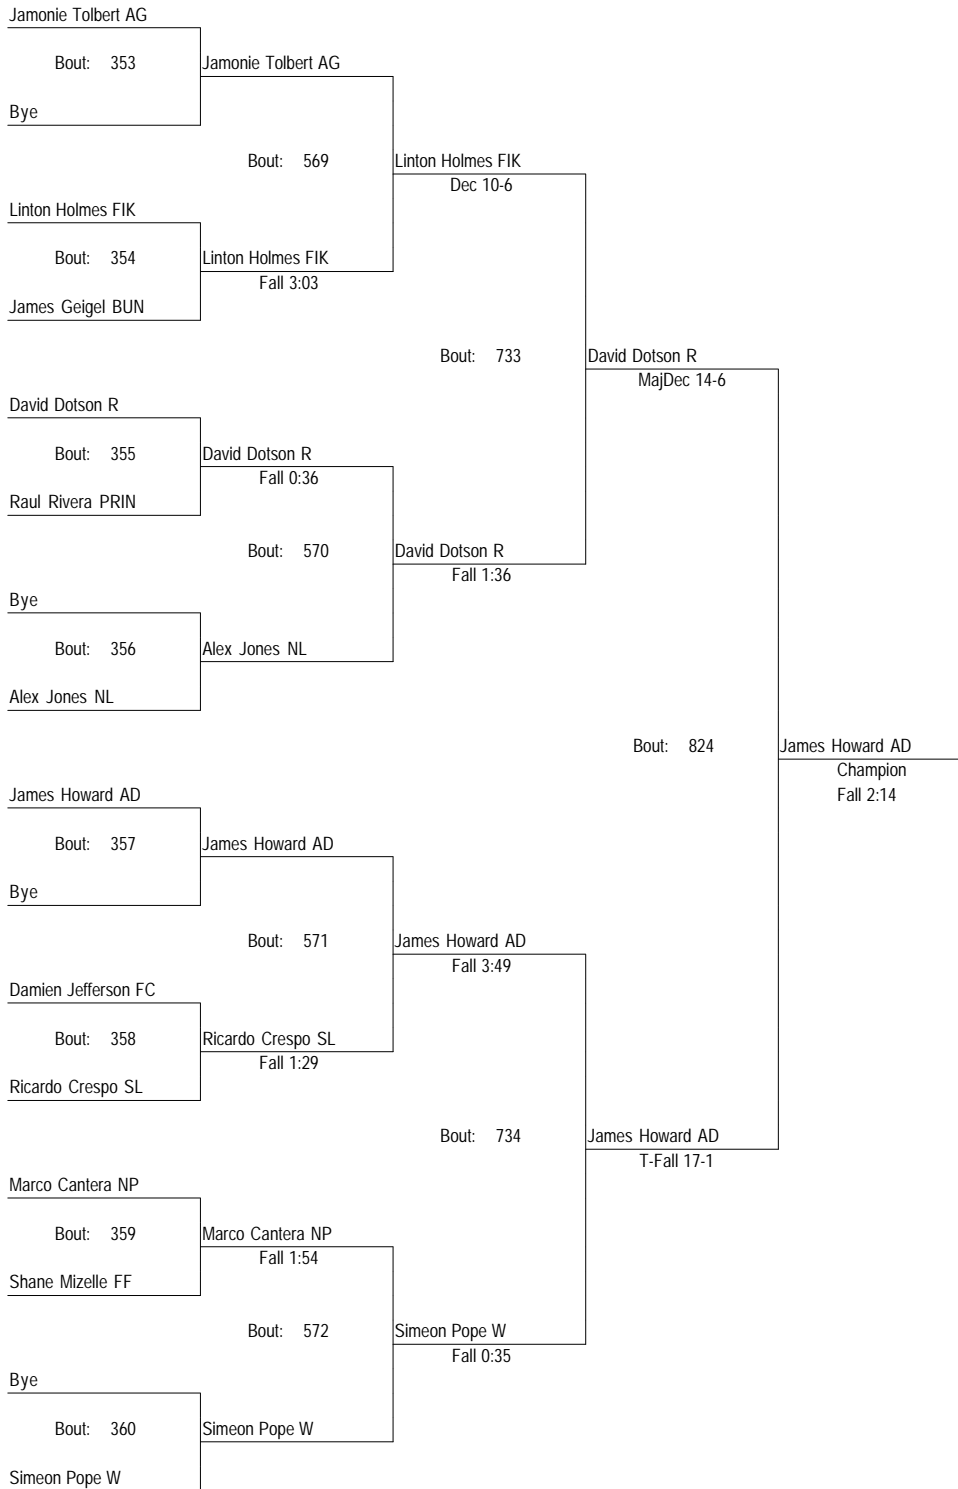 Jamonie Tolbert AG
Bout: 353
Jamonie Tolbert AG
Bye
Bout: 569
Linton Holmes FIK
Dec 10-6
Linton Holmes FIK
Bout: 354
Linton Holmes FIK
Fall 3:03
James Geigel BUN
Bout: 733
David Dotson R
MajDec 14-6
David Dotson R
Bout: 355
David Dotson R
Fall 0:36
Raul Rivera PRIN
Bout: 570
David Dotson R
Fall 1:36
Bye
Bout: 356
Alex Jones NL
Alex Jones NL
Bout: 824
James Howard AD
Champion
Fall 2:14
James Howard AD
Bout: 357
James Howard AD
Bye
Bout: 571
James Howard AD
Fall 3:49
Damien Jefferson FC
Bout: 358
Ricardo Crespo SL
Fall 1:29
Ricardo Crespo SL
Bout: 734
James Howard AD
T-Fall 17-1
Marco Cantera NP
Bout: 359
Marco Cantera NP
Fall 1:54
Shane Mizelle FF
Bout: 572
Simeon Pope W
Fall 0:35
Bye
Bout: 360
Simeon Pope W
Simeon Pope W